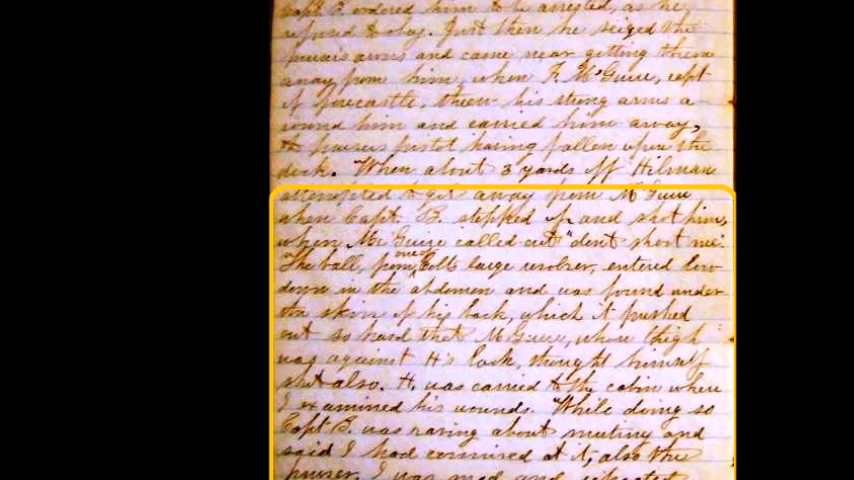 Capt B. ordered him to be arrested, as he
refused to obey. Just then he seized the
pursers arms and came near getting them
away from him, when F. McGuire, capt
of forecastle, threw his strong arms a-
round him and carried him away,
the pursers pistol having fallen upon the
deck. When about 3 yards off Hilman
attempted to get away from McGuire
when Capt. B. stepped up and shot him,
when McGuire called out "dont shoot me".
The ball, from one of Colts large revolver, entered low
down in the abdomen and was found under
the skin of his back, which it pushed
out so hard that McGuire, whose thigh
was against H's back, thought himself
shot also. H. was carried to the cabin where
I examined his wounds. While doing so
Capt B. was raving about mutiny and
said I had connived at it, also the
purser. I was mad and